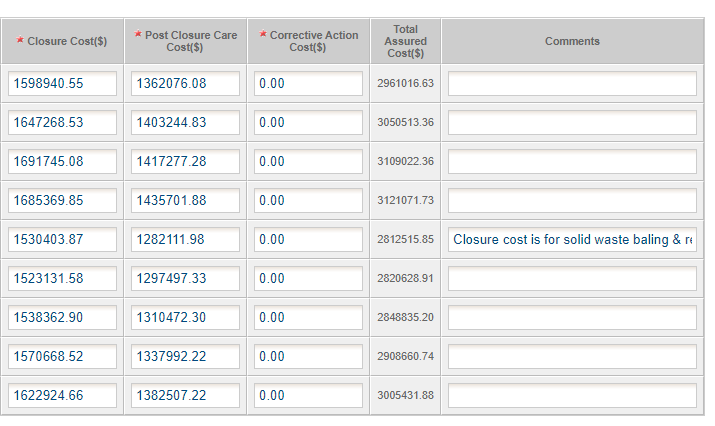 * Closure Cost($) * Post Closure Care Cost($) * Corrective Action Cost($) Total Assured Cost($) Comments
1598940.55 1362076.08 0.00 2961016.63
1647268.53 1403244.83 0.00 3050513.36
1691745.08 1417277.28 0.00 3109022.36
1685369.85 1435701.88 0.00 3121071.73
1530403.87 1282111.98 0.00 2812515.85 Closure cost is for solid waste baling &
1523131.58 1297497.33 0.00 2820628.91
1538362.90 1310472.30 0.00 2848835.20
1570668.52 1337992.22 0.00 2908660.74
1622924.66 1382507.22 0.00 3005431.88